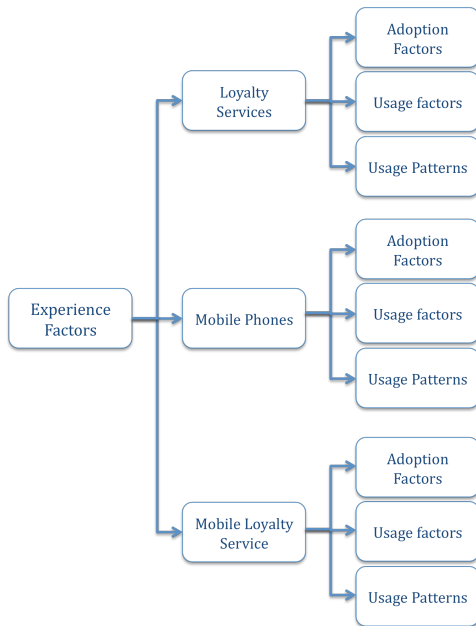 Adoption
Factors
Loyalty
Services
Usage factors
Usage Patterns
Adoption
Factors
Experience
Factors
Mobile Phones
Usage factors
Usage Patterns
Adoption
Factors
Mobile Loyalty
Service
Usage factors
Usage Patterns